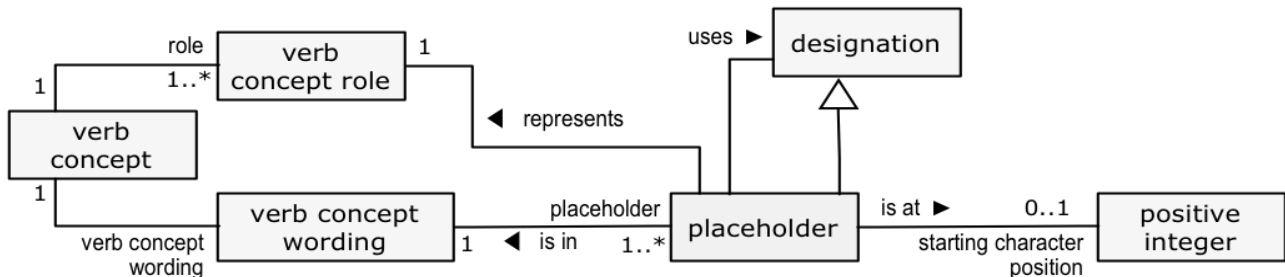 role
verb
concept role
1
1..*
1
verb
concept
1
verb concept
wording
verb concept
wording
1
◄ represents
uses ►
designation
placeholder
◄ is in
1..*
placeholder
is at ►
0..1
starting character
position
positive
integer